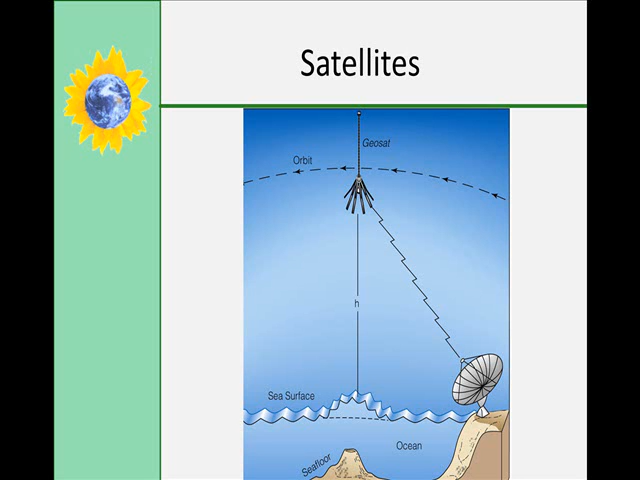 Satellites
Geosat
Orbit
h
Sea Surface
Ocean
Seafloor